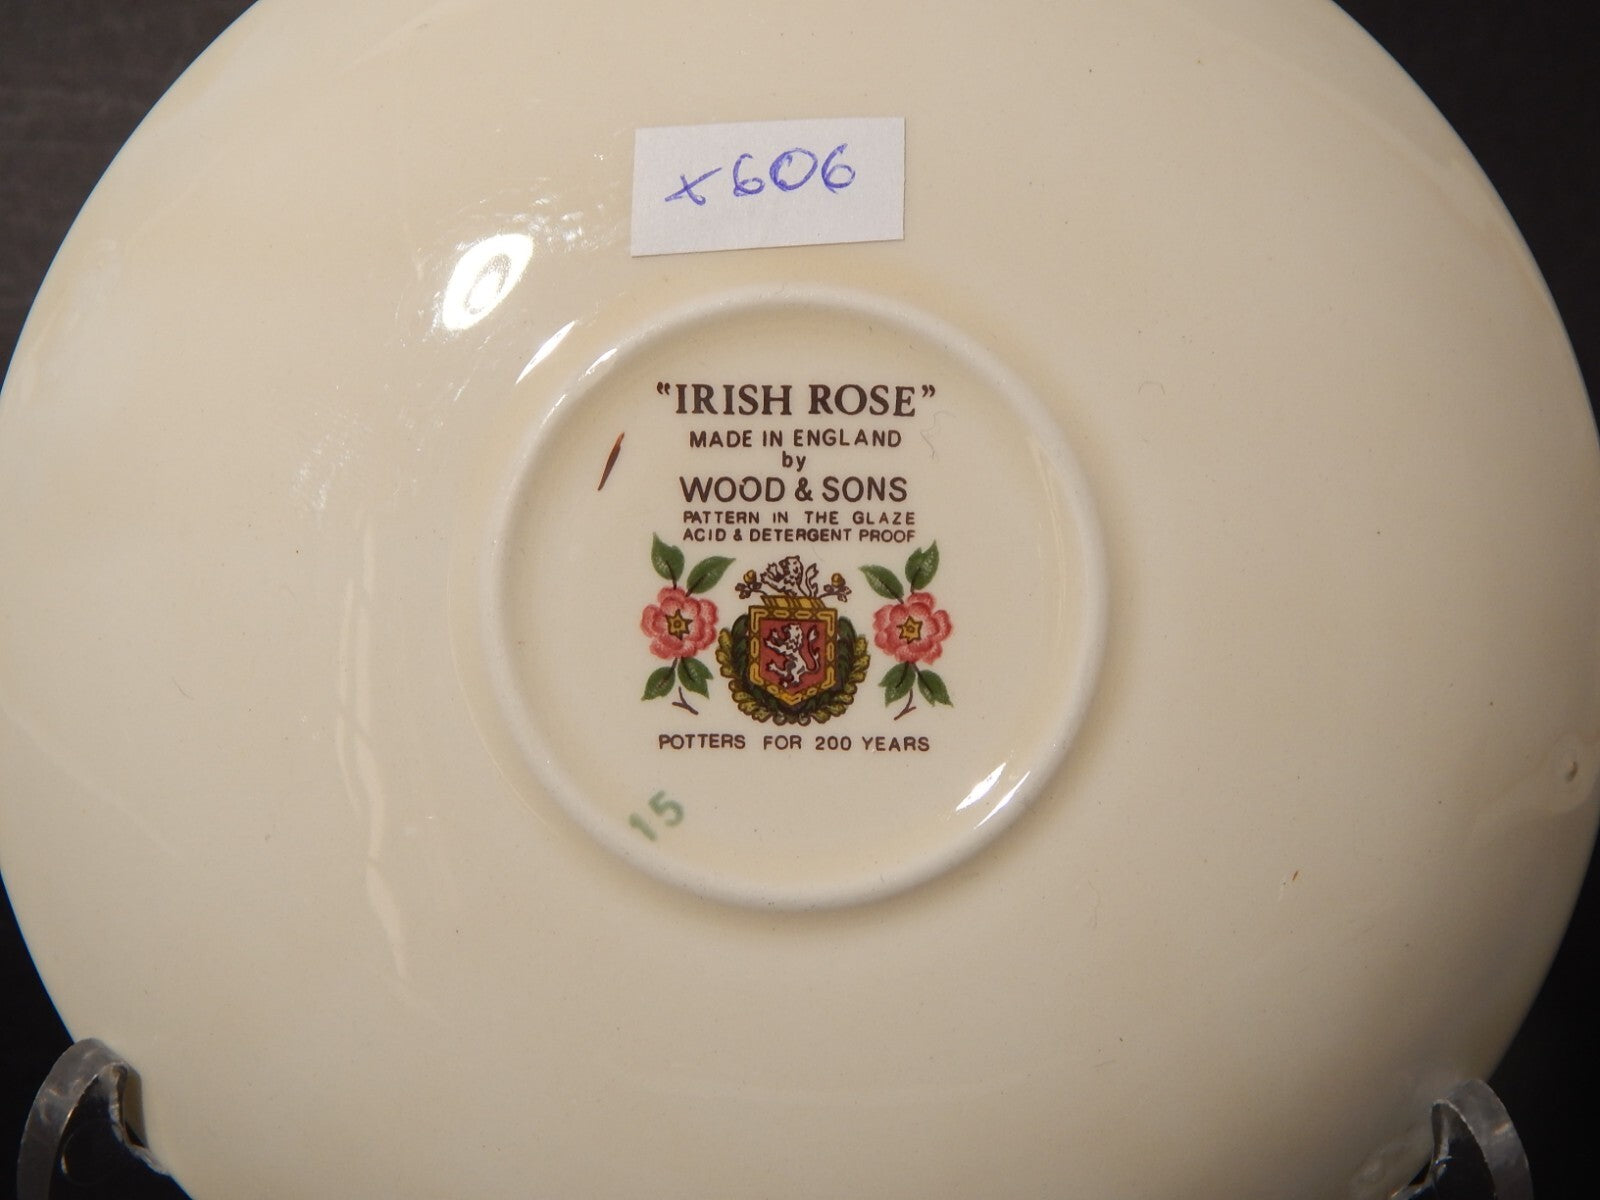 x606
“IRISH ROSE”
MADE IN ENGLAND
by
WOOD & SONS
PATTERN IN THE GLAZE
ACID & DETERGENT PROOF
POTTERS FOR 200 YEARS
15